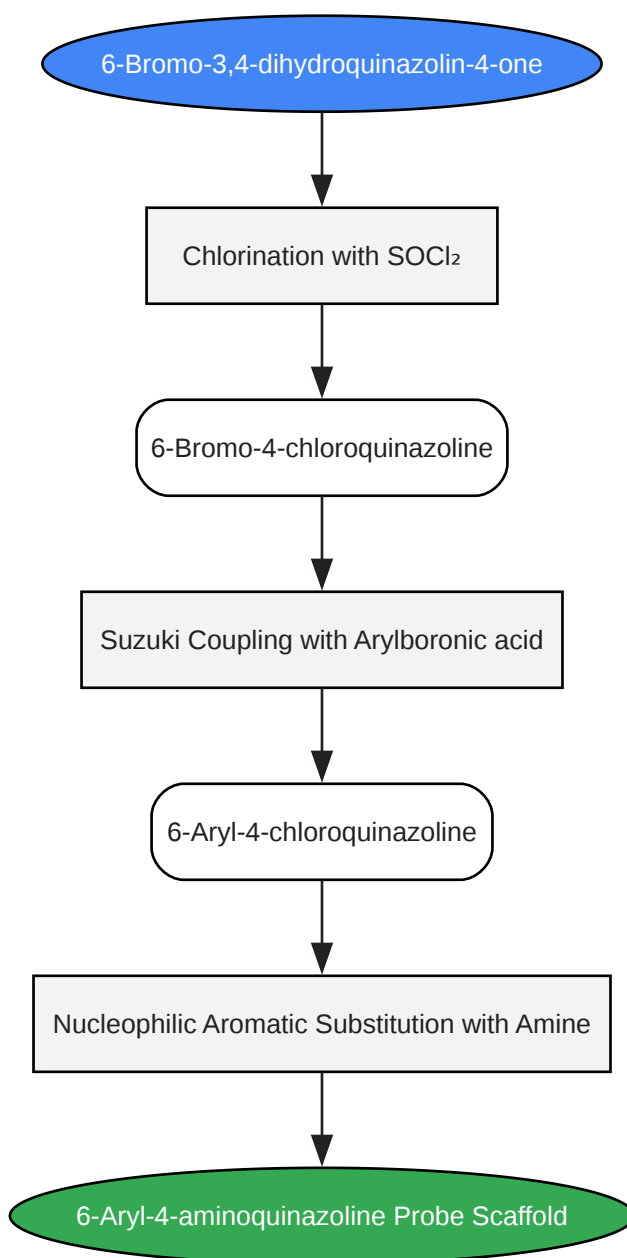 6-Bromo-3,4-dihydroquinazolin-4-one
Chlorination with SOCl₂
6-Bromo-4-chloroquinazoline
Suzuki Coupling with Arylboronic acid
6-Aryl-4-chloroquinazoline
Nucleophilic Aromatic Substitution with Amine
6-Aryl-4-aminoquinazoline Probe Scaffold